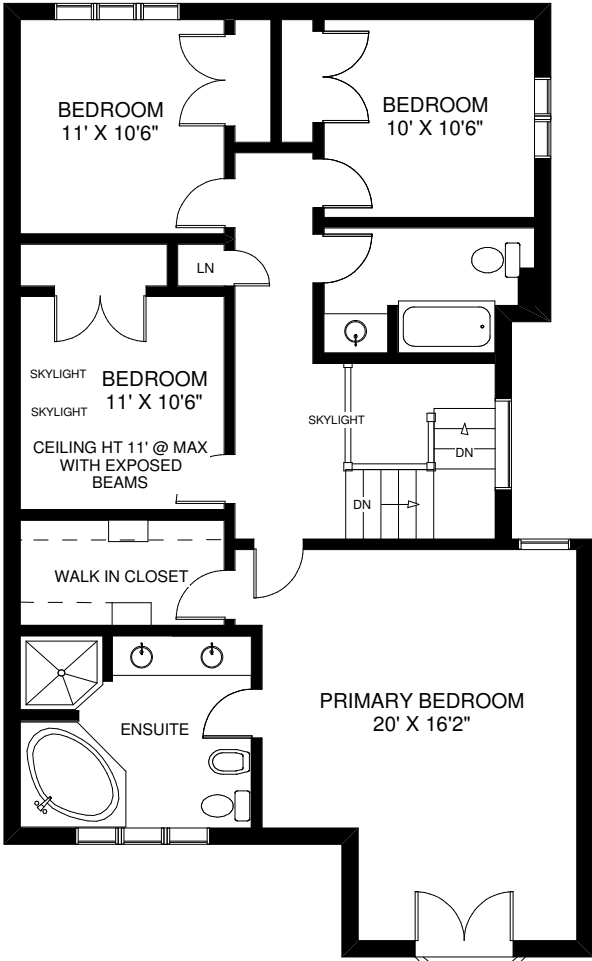 BEDROOM
11' X 10'6"
BEDROOM
10' X 10'6"
LN
SKYLIGHT
SKYLIGHT
BEDROOM
11' X 10'6"
CEILING HT 11' @ MAX
WITH EXPOSED
BEAMS
SKYLIGHT
DN
DN
WALK IN CLOSET
PRIMARY BEDROOM
20' X 16'2"
ENSUITE